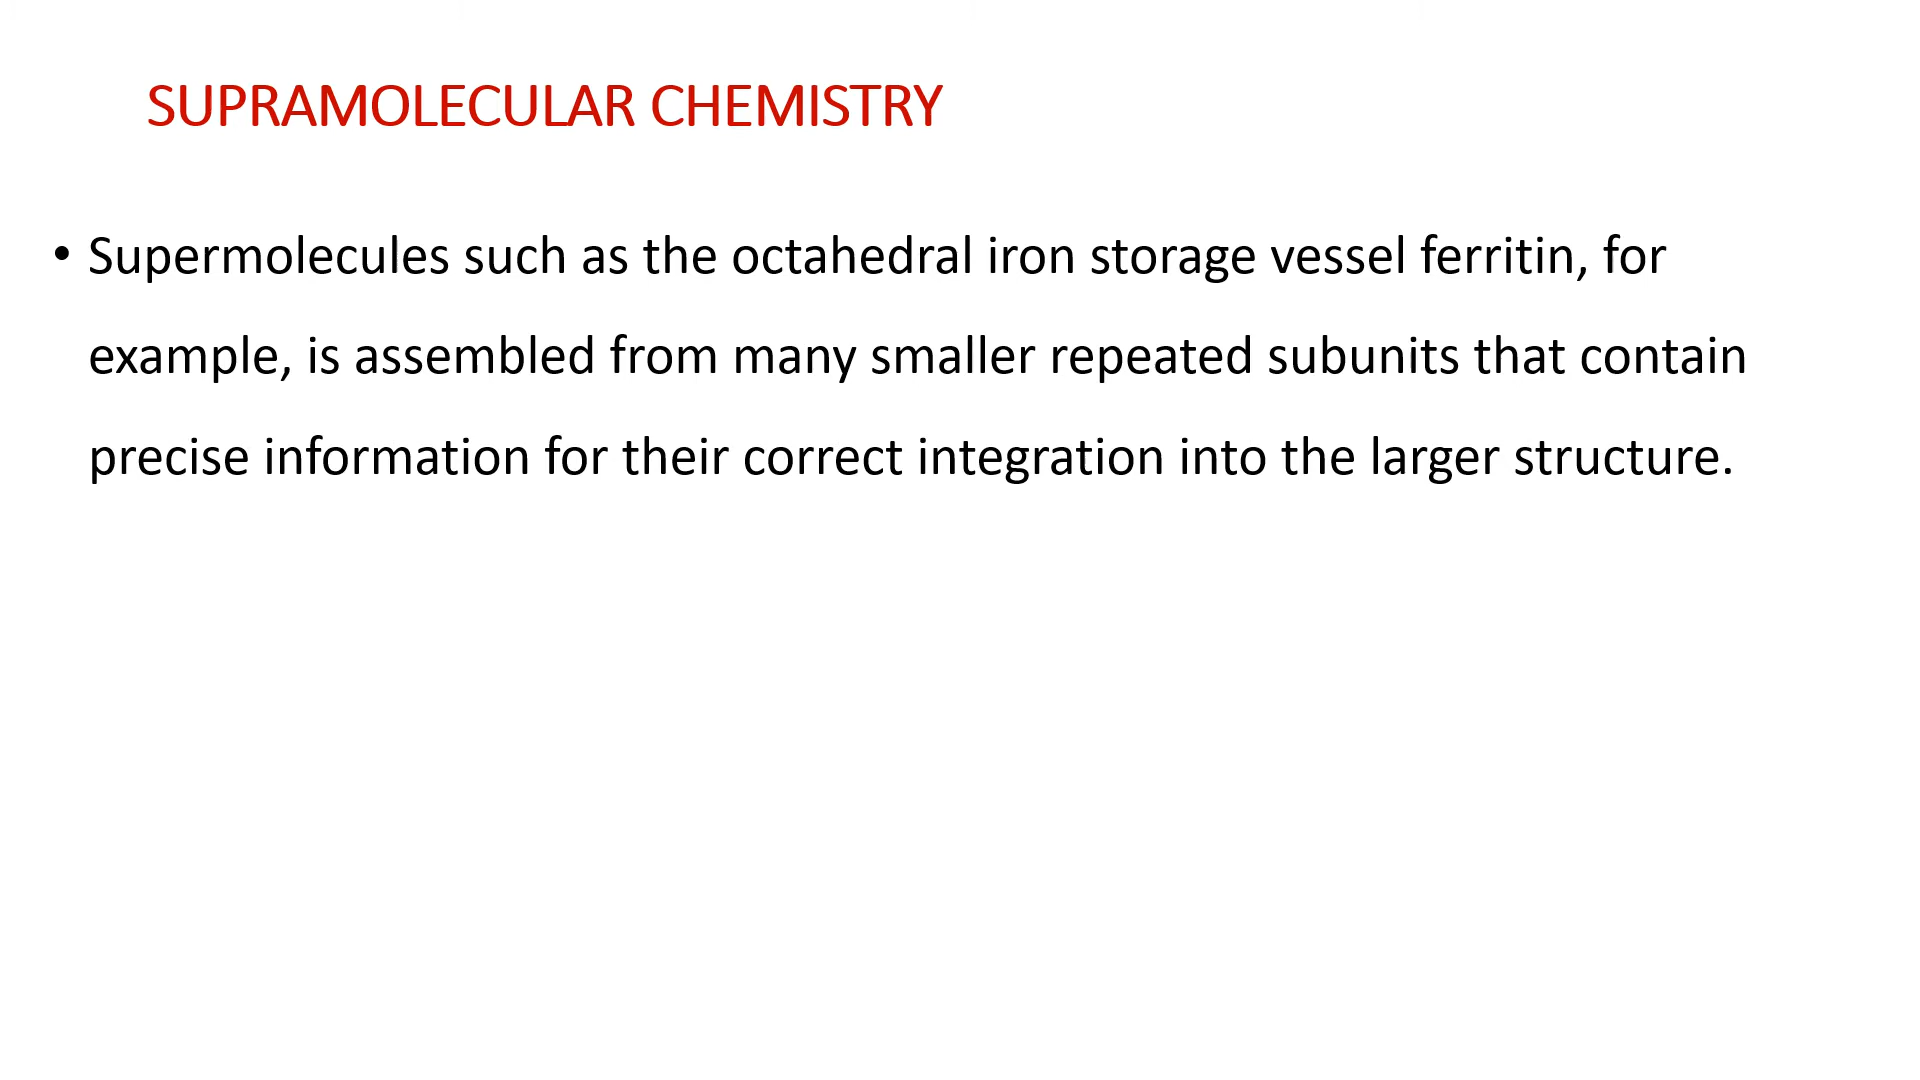 SUPRAMOLECULAR CHEMISTRY
• Supermolecules such as the octahedral iron storage vessel ferritin, for
example, is assembled from many smaller repeated subunits that contain
precise information for their correct integration into the larger structure.